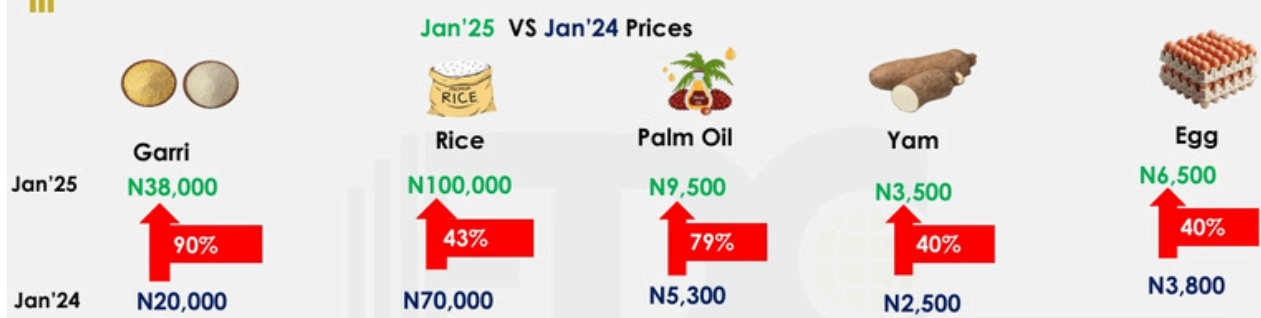 Jan'25 VS Jan'24 Prices
RICE
Garri Rice Palm Oil Yam Egg
Jan'25 N38,000 N100,000 N9,500 N3,500 N6,500
90% 43% 79% 40% 40%
Jan'24 N20,000 N70,000 N5,300 N2,500 N3,800